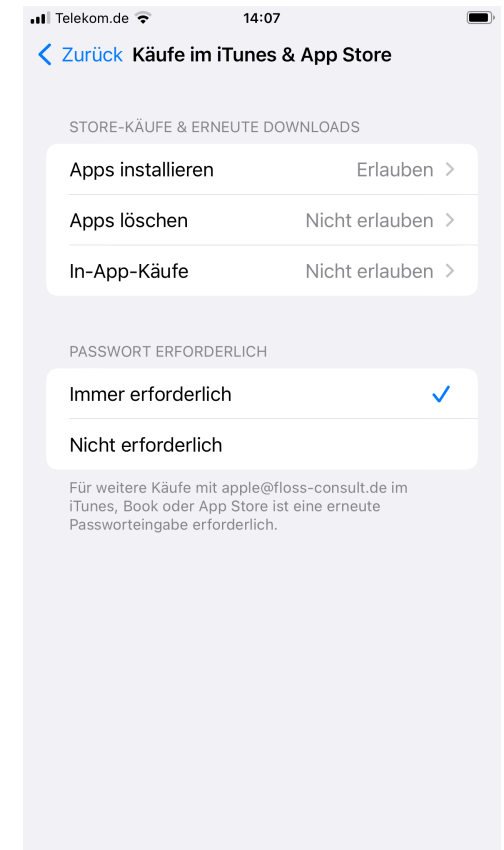 Telekom.de 14:07
Zurück Käufe im iTunes & App Store
STORE-KÄUFE & ERNEUTE DOWNLOADS
Apps installieren Erlauben
Apps löschen Nicht erlauben
In-App-Käufe Nicht erlauben
PASSWORT ERFORDERLICH
Immer erforderlich
Nicht erforderlich
Für weitere Käufe mit apple@floss-consult.de im
iTunes, Book oder App Store ist eine erneute
Passworteingabe erforderlich.